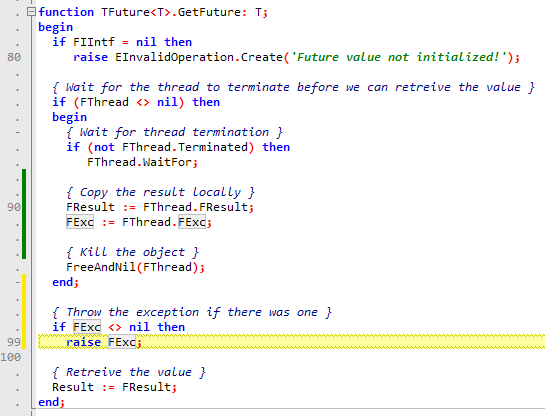 function TFuture<T>.GetFuture: T;
begin
if FIIntf = nil then
80 raise EInvalidOperation.Create('Future value not initialized!');
{ Wait for the thread to terminate before we can retreive the value }
if (FThread <> nil) then
begin
{ Wait for thread termination }
if (not FThread.Terminated) then
FThread.WaitFor;
{ Copy the result locally }
90 FResult := FThread.FResult;
FExc := FThread.FExc;
{ Kill the object }
FreeAndNil(FThread);
end;
{ Throw the exception if there was one }
if FExc <> nil then
99 raise FExc;
100
{ Retreive the value }
Result := FResult;
end;